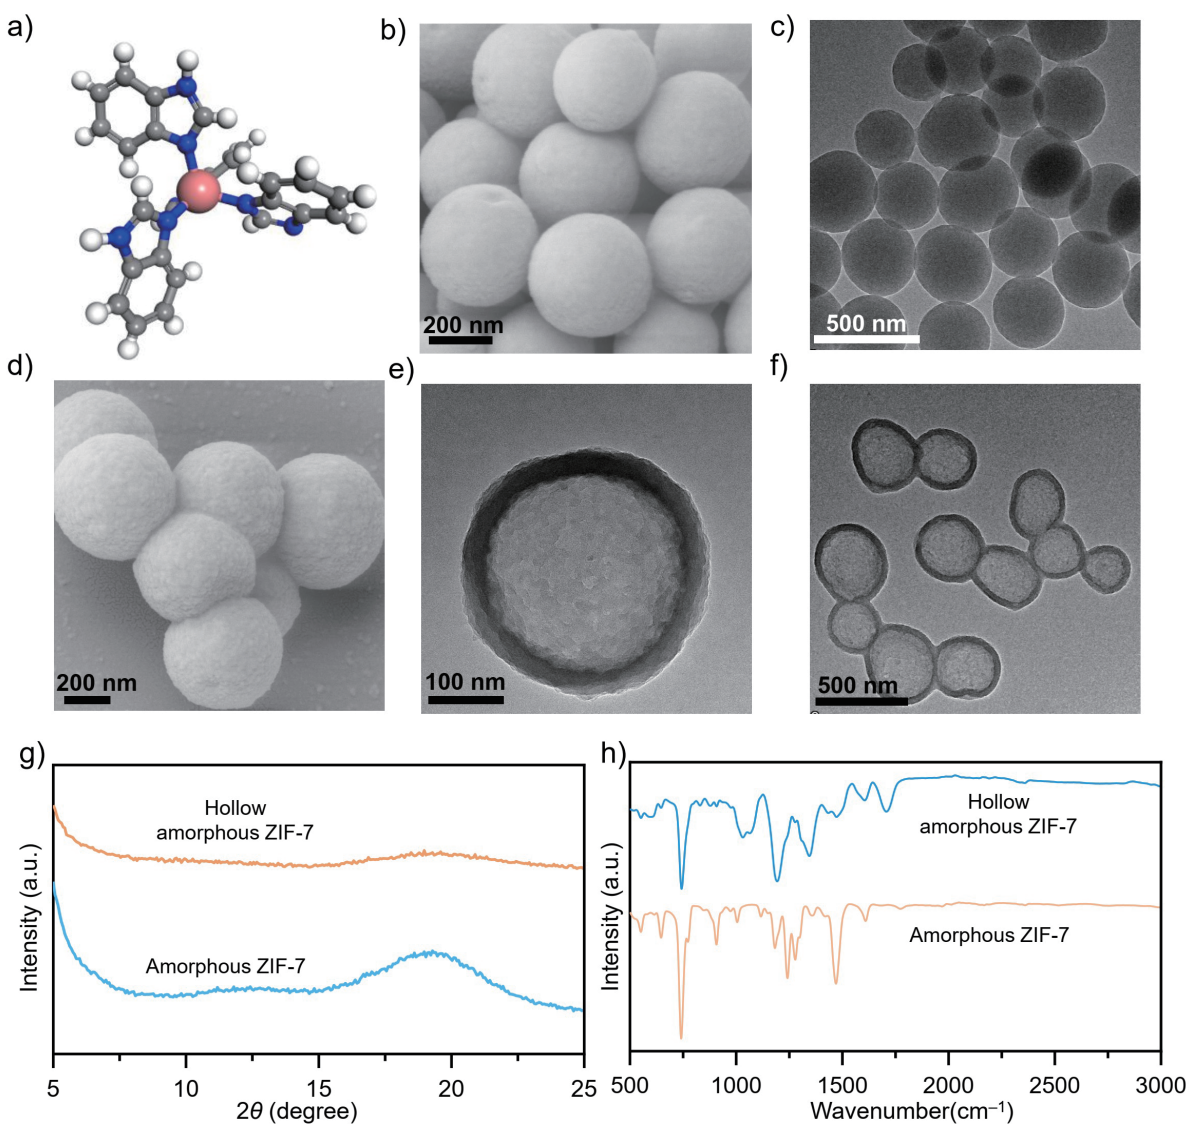 a)
b)
c)
200 nm
500 nm
d)
e)
f)
200 nm
100 nm
500 nm
g)
h)
Hollow
amorphous ZIF-7
Amorphous ZIF-7
Intensity (a.u.)
5
10
15
20
25
2θ (degree)
Hollow
amorphous ZIF-7
Amorphous ZIF-7
Intensity (a.u.)
500
1000
1500
2000
2500
3000
Wavenumber(cm⁻¹)